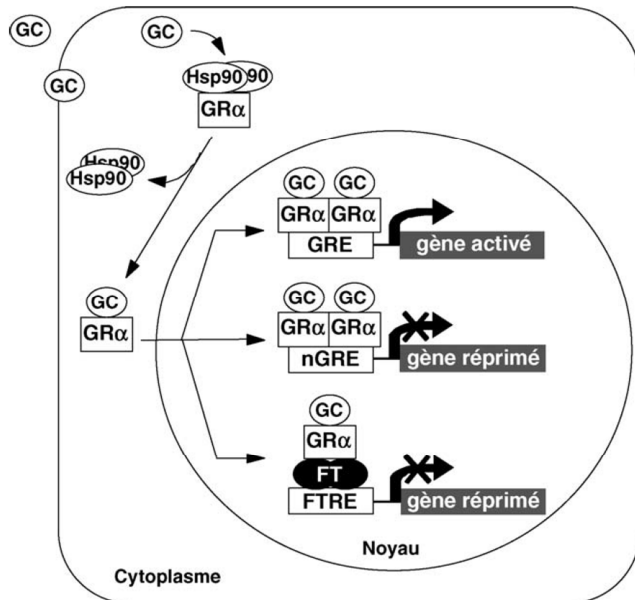 GC
GC
GC
Hsp90 90
GRα
Hsp90
Hsp90
GC GC
GRα GRα
GRE
gène activé
GC
GRα
GC GC
GRα GRα
nGRE
gène réprimé
GC
GRα
FT
FTRE
gène réprimé
Noyau
Cytoplasme